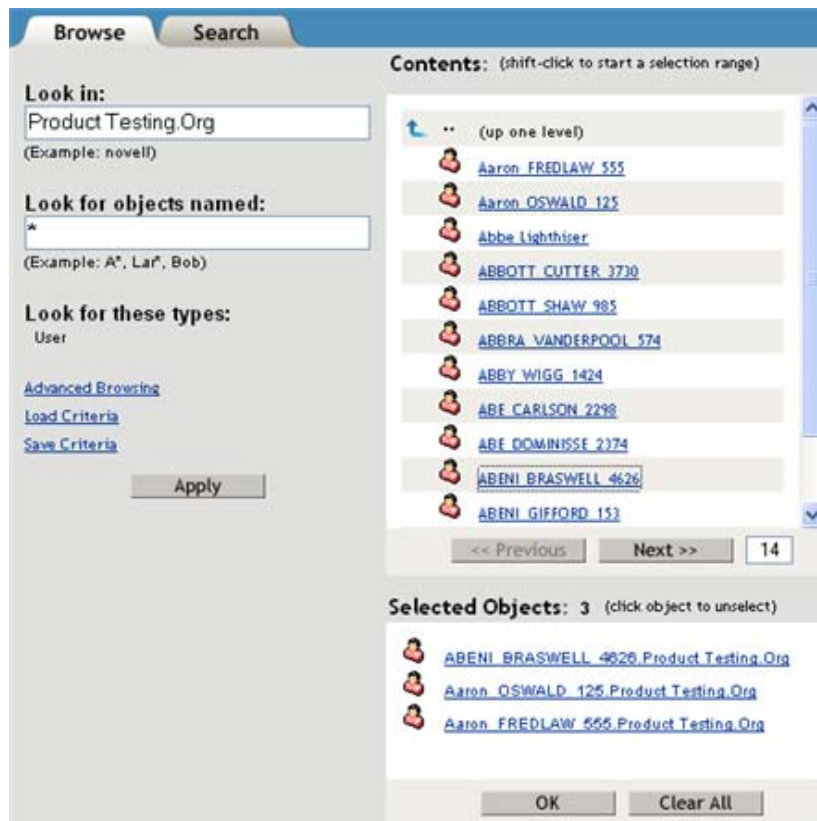 Browse
Search
Look in:
Product Testing.Org
(Example: novell)
Look for objects named:
*
(Example: A*, Lar*, Bob)
Look for these types:
User
Advanced Browsing
Load Criteria
Save Criteria
Apply
Contents: (shift-click to start a selection range)
.. (up one level)
Aaron FREDLAW 555
Aaron OSWALD 125
Abbe Lighthiser
ABBOTT CUTTER 3730
ABBOTT SHAW 985
ABBRA VANDERPOOL 574
ABBY WIGG 1424
ABE CARLSON 2298
ABE DOMINISSE 2374
ABENI BRASWELL 4626
ABENI GIFFORD 153
<< Previous
Next >>
14
Selected Objects: 3 (click object to unselect)
ABENI BRASWELL 4626.Product Testing.Org
Aaron OSWALD 125.Product Testing.Org
Aaron FREDLAW 555.Product Testing.Org
OK
Clear All